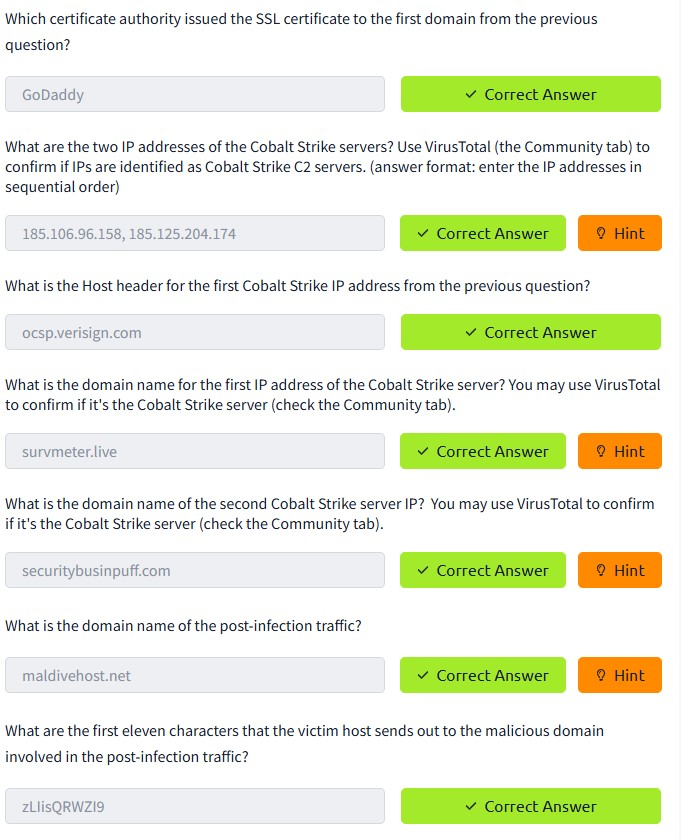 Which certificate authority issued the SSL certificate to the first domain from the previous
question?
GoDaddy
✓ Correct Answer
What are the two IP addresses of the Cobalt Strike servers? Use VirusTotal (the Community tab) to
confirm if IPs are identified as Cobalt Strike C2 servers. (answer format: enter the IP addresses in
sequential order)
185.106.96.158, 185.125.204.174
✓ Correct Answer
Hint
What is the Host header for the first Cobalt Strike IP address from the previous question?
ocsp.verisign.com
✓ Correct Answer
What is the domain name for the first IP address of the Cobalt Strike server? You may use VirusTotal
to confirm if it's the Cobalt Strike server (check the Community tab).
survmeter.live
✓ Correct Answer
Hint
What is the domain name of the second Cobalt Strike server IP?  You may use VirusTotal to confirm
if it's the Cobalt Strike server (check the Community tab).
securitybusinpuff.com
✓ Correct Answer
Hint
What is the domain name of the post-infection traffic?
maldivehost.net
✓ Correct Answer
Hint
What are the first eleven characters that the victim host sends out to the malicious domain
involved in the post-infection traffic?
zLIisQRWZI9
✓ Correct Answer